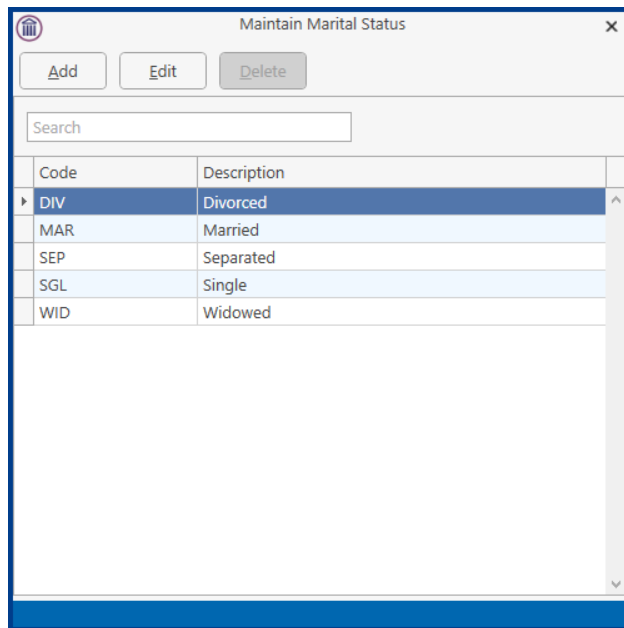 Maintain Marital Status
Add Edit Delete
Search
Code Description
DIV Divorced
MAR Married
SEP Separated
SGL Single
WID Widowed